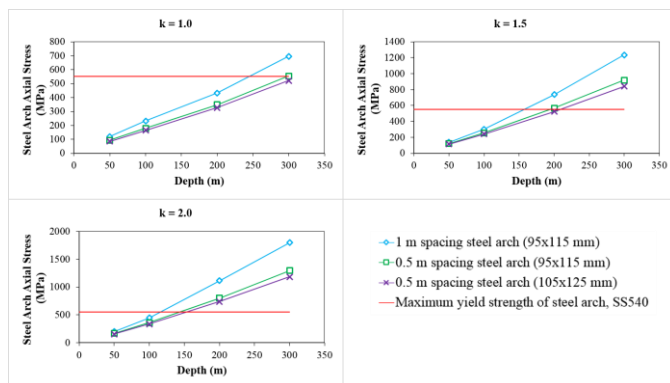 k = 1.0
Steel Arch Axial Stress
(MPa)
800
700
600
500
400
300
200
100
0
0 50 100 150 200 250 300 350
Depth (m)
k = 1.5
Steel Arch Axial Stress
(MPa)
1400
1200
1000
800
600
400
200
0
0 50 100 150 200 250 300 350
Depth (m)
k = 2.0
Steel Arch Axial Stress
(MPa)
2000
1500
1000
500
0
0 50 100 150 200 250 300 350
Depth (m)
1 m spacing steel arch (95x115 mm)
0.5 m spacing steel arch (95x115 mm)
0.5 m spacing steel arch (105x125 mm)
Maximum yield strength of steel arch, SS540